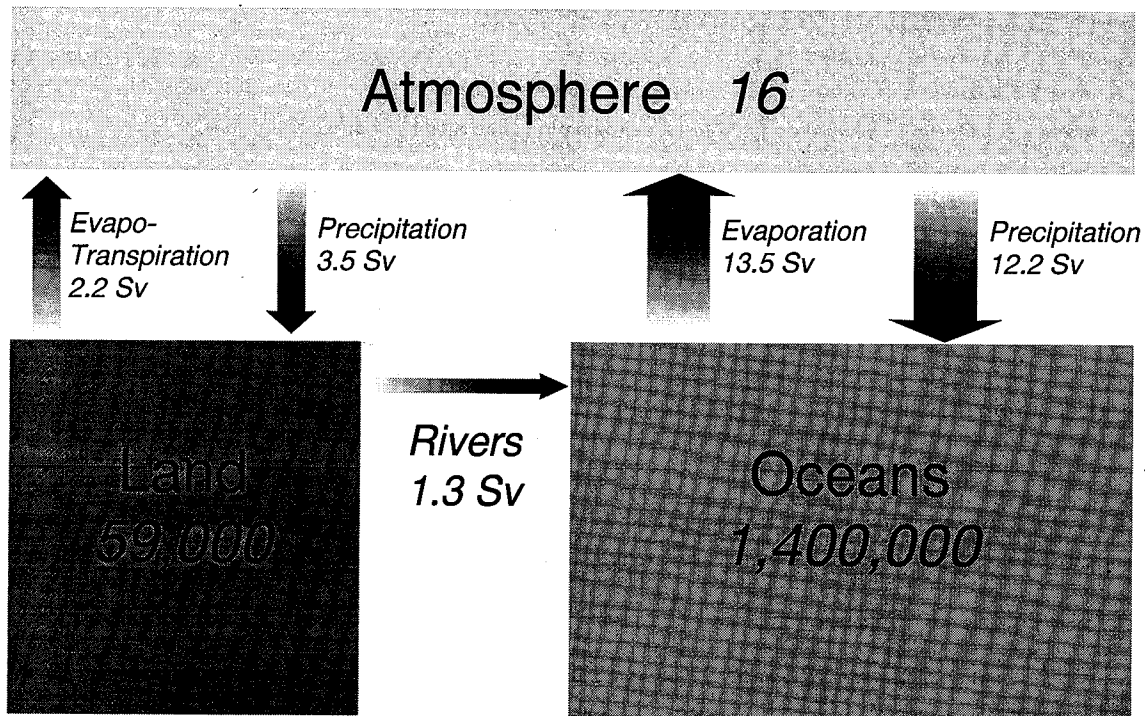 Atmosphere 16
Evapo-
Transpiration
2.2 Sv
Precipitation
3.5 Sv
Evaporation
13.5 Sv
Precipitation
12.2 Sv
Rivers
1.3 Sv
Land
59,000
Oceans
1,400,000